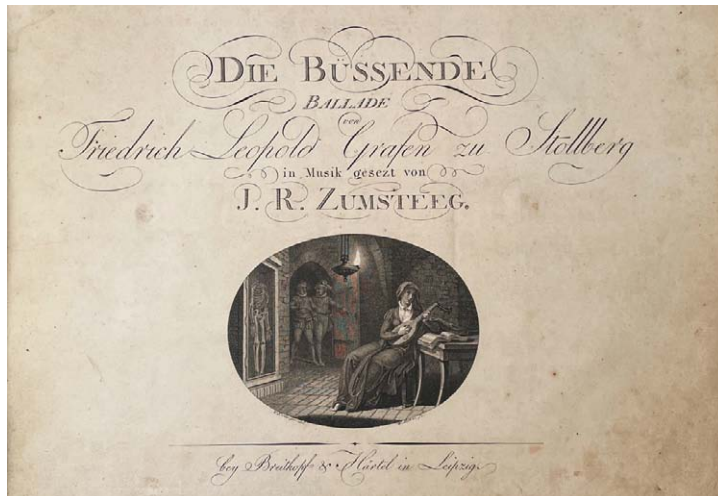 DIE BÜSSENDE
BALLADE
von
Friedrich Leopold Grafen zu Stollberg
in Musik gesezt von
J. R. ZUMSTEEG.
bey Breitkopf & Härtel in Leipzig.